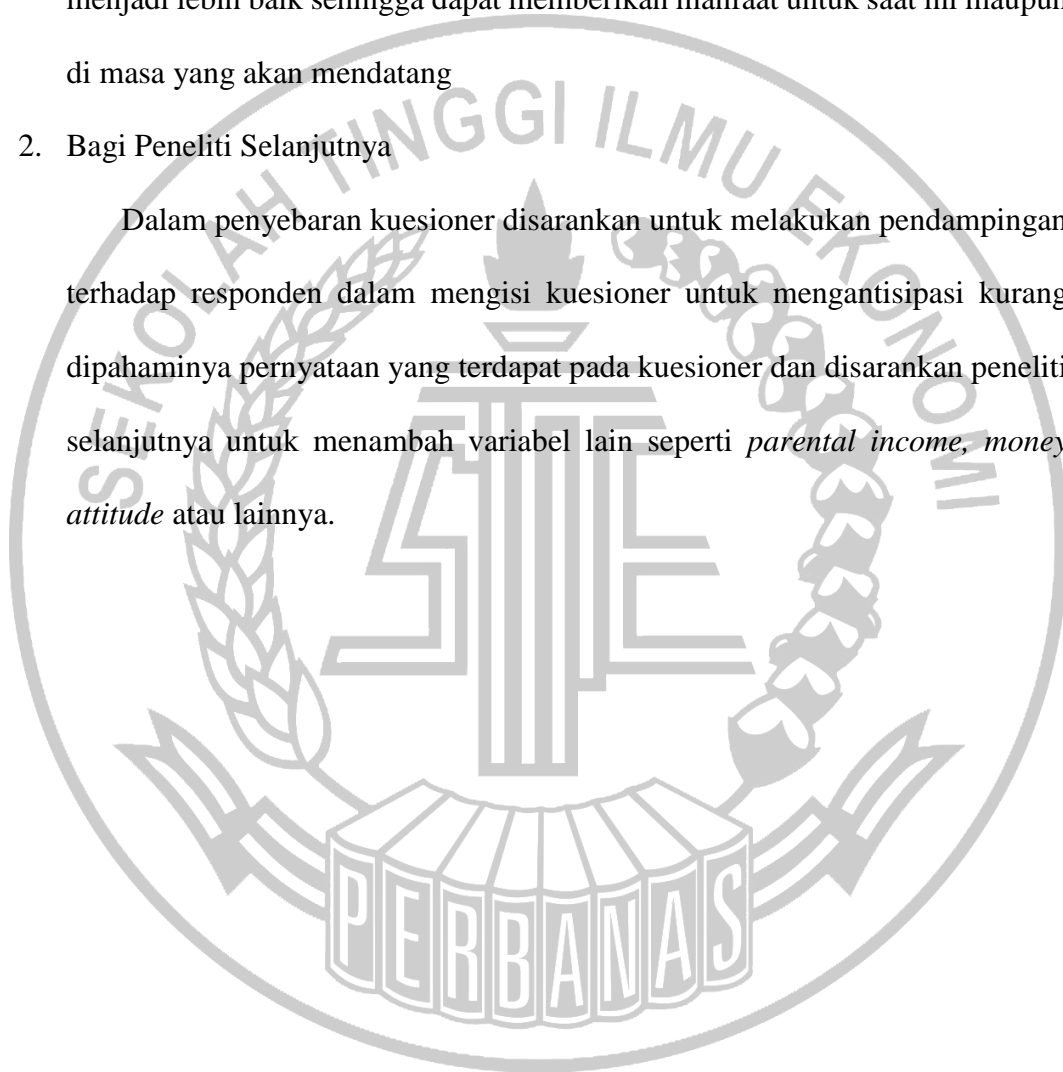 menjadi lebih baik sehingga dapat memberikan manfaat untuk saat ini maupun
di masa yang akan mendatang
2. Bagi Peneliti Selanjutnya
Dalam penyebaran kuesioner disarankan untuk melakukan pendampingan
terhadap responden dalam mengisi kuesioner untuk mengantisipasi kurang
dipahaminya pernyataan yang terdapat pada kuesioner dan disarankan peneliti
selanjutnya untuk menambah variabel lain seperti parental income, money
attitude atau lainnya.
SEKOLAH TINGGI ILMU EKONOMI
STIE
PERBANAS